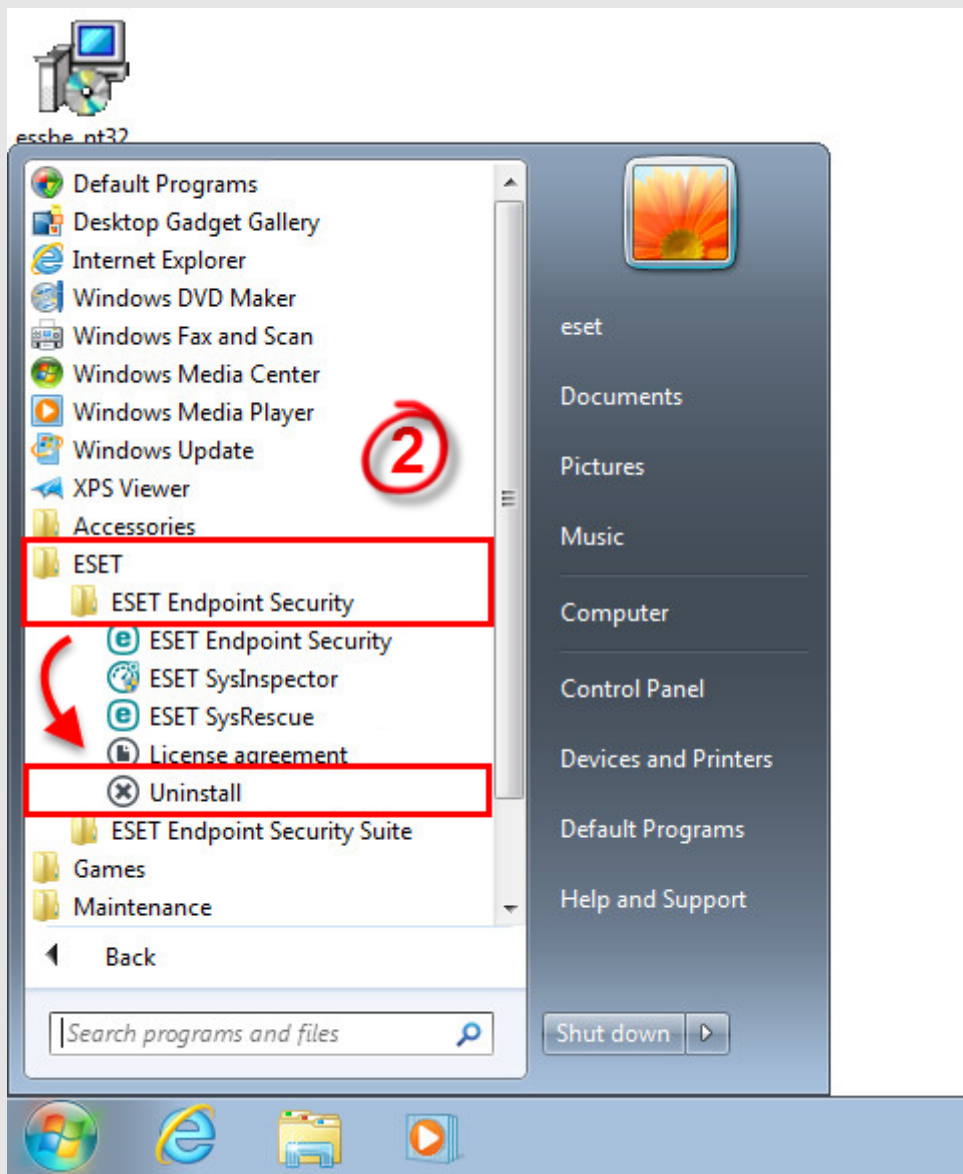 esshe_nt32
Default Programs
Desktop Gadget Gallery
Internet Explorer
Windows DVD Maker
Windows Fax and Scan
Windows Media Center
Windows Media Player
Windows Update
XPS Viewer
Accessories
ESET
ESET Endpoint Security
ESET Endpoint Security
ESET SysInspector
ESET SysRescue
License agreement
Uninstall
ESET Endpoint Security Suite
Games
Maintenance
Back
Search programs and files
2
eset
Documents
Pictures
Music
Computer
Control Panel
Devices and Printers
Default Programs
Help and Support
Shut down